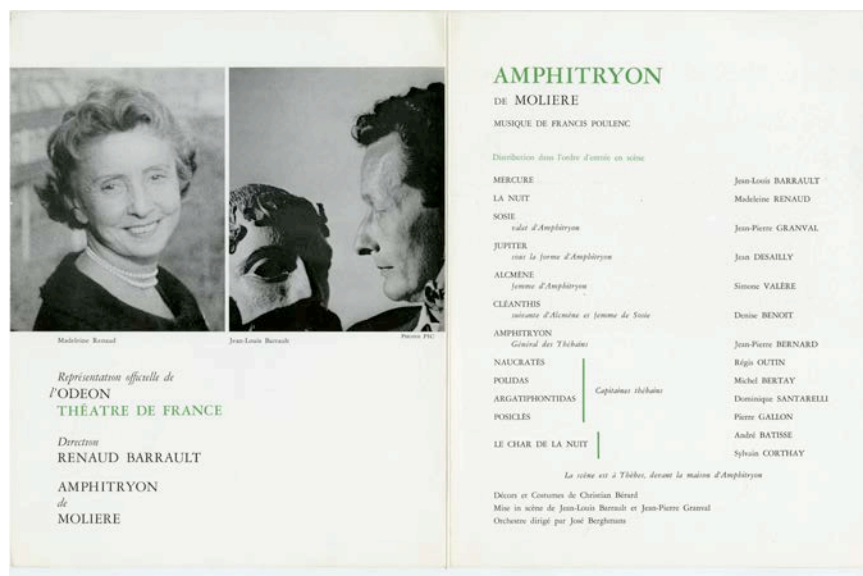 Madeleine Renaud
Jean-Louis Barrault
Photos PIC
Représentation officielle de
l'ODEON
THÉATRE DE FRANCE
Direction
RENAUD BARRAULT
AMPHITRYON
de
MOLIERE
AMPHITRYON
DE MOLIERE
MUSIQUE DE FRANCIS POULENC
Distribution dans l'ordre d'entrée en scène
MERCURE Jean-Louis BARRAULT
LA NUIT Madeleine RENAUD
SOSIE
valet d'Amphitryon Jean-Pierre GRANVAL
JUPITER
sous la forme d'Amphitryon Jean DESAILLY
ALCMÈNE
femme d'Amphitryon Simone VALÈRE
CLÉANTHIS
suivante d'Alcmène et femme de Sosie Denise BENOIT
AMPHITRYON
Général des Thébains Jean-Pierre BERNARD
NAUCRATÈS Régis OUTIN
POLIDAS Michel BERTAY
Capitaines thébains
ARGATIPHONTIDAS Dominique SANTARELLI
POSICLÈS Pierre GALLON
LE CHAR DE LA NUIT André BATISSE
Sylvain CORTHAY
La scène est à Thèbes, devant la maison d'Amphitryon
Décors et Costumes de Christian Bérard
Mise in scène de Jean-Louis Barrault et Jean-Pierre Granval
Orchestre dirigé par José Berghmans